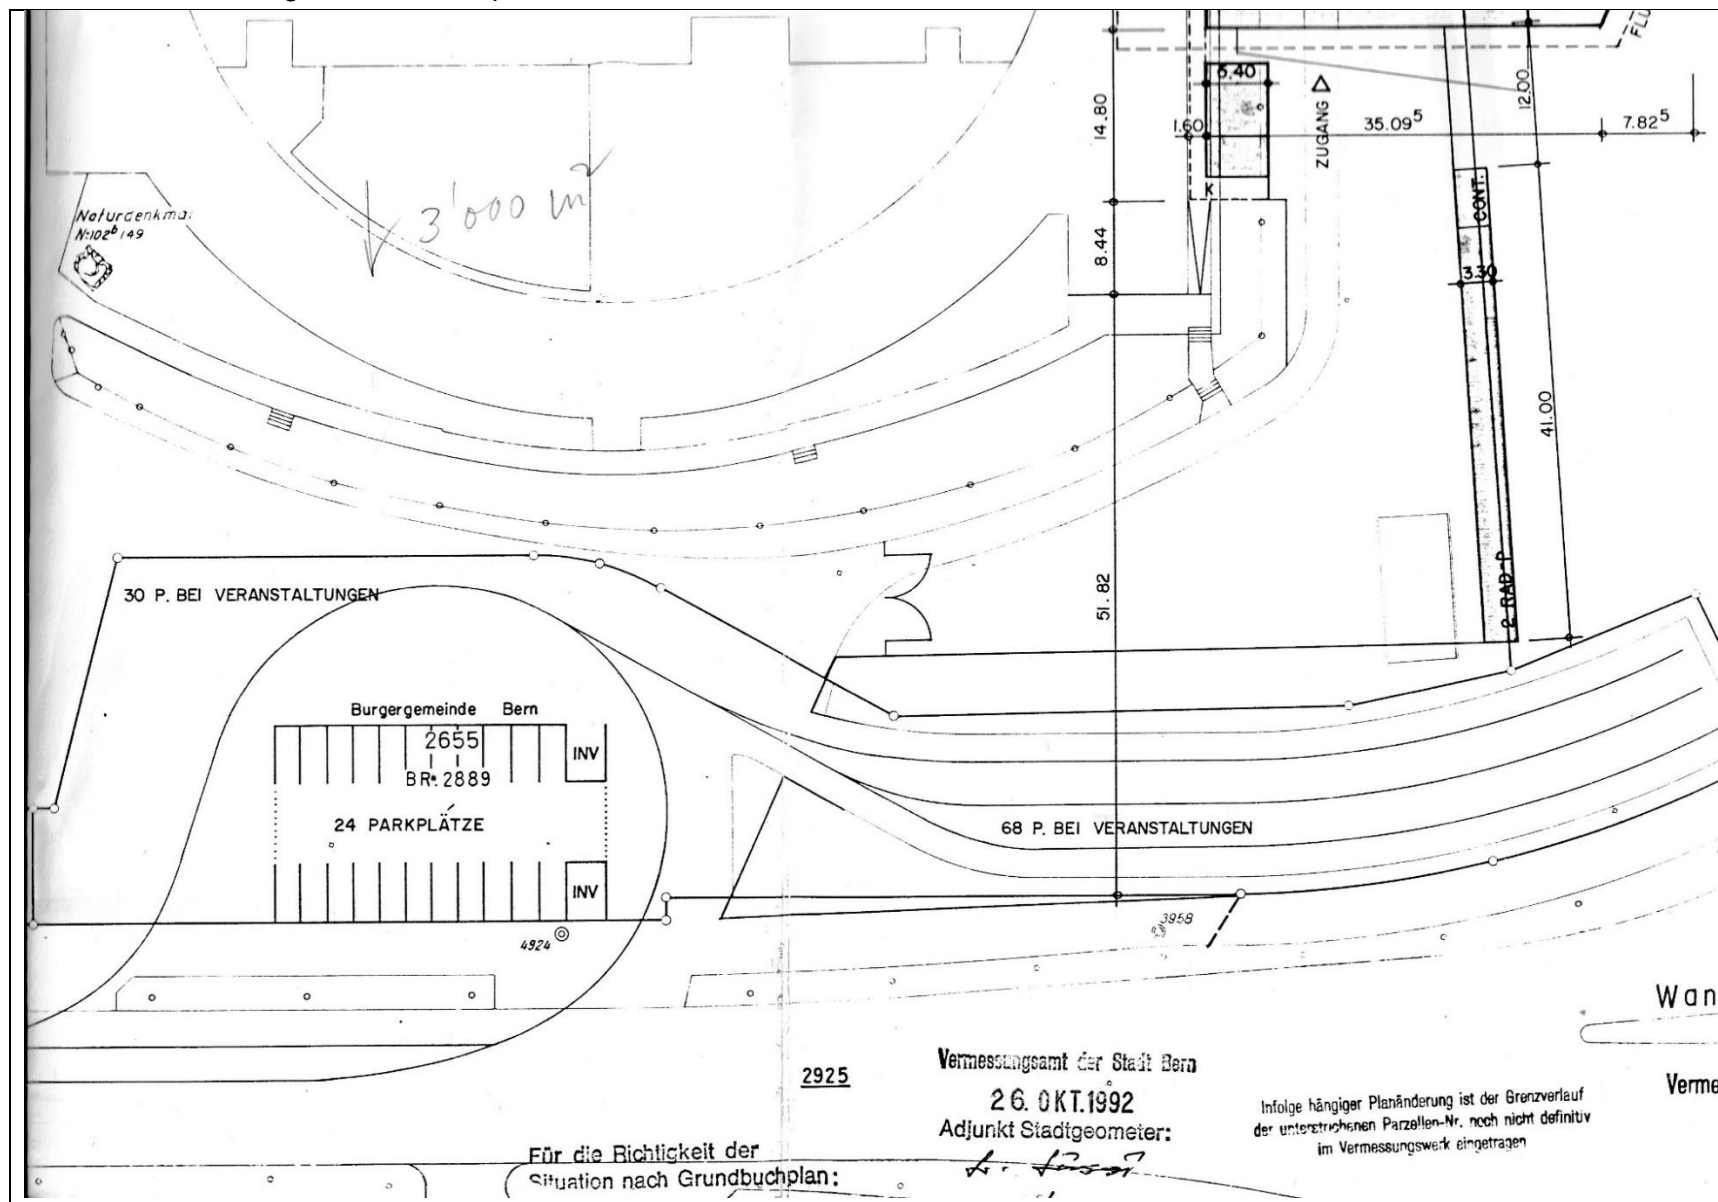 FLU
6.40
14.80
1.60
ZUGANG
35.09⁵
12.00
7.82⁵
K
CONT.
3'000 m²
Naturdenkmal
N:102ᵇ 149
8.44
3.30
41.00
2. RAD-P.
51.82
30 P. BEI VERANSTALTUNGEN
Burgergemeinde Bern
2655
BR. 2889
INV
24 PARKPLÄTZE
INV
68 P. BEI VERANSTALTUNGEN
4924
3958
Wan
2925
Vermessungsamt der Stadt Bern
26. OKT. 1992
Adjunkt Stadtgeometer:
Verme
Infolge hängiger Planänderung ist der Grenzverlauf
der unterstrichenen Parzellen-Nr. noch nicht definitiv
im Vermessungswerk eingetragen
Für die Richtigkeit der
Situation nach Grundbuchplan: